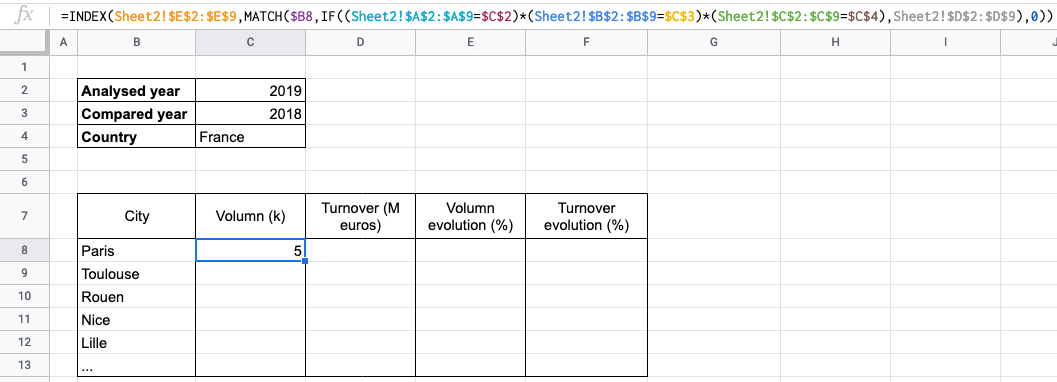 fx =INDEX(Sheet2!$E$2:$E$9,MATCH($B8,IF((Sheet2!$A$2:$A$9=$C$2)*(Sheet2!$B$2:$B$9=$C$3)*(Sheet2!$C$2:$C$9=$C$4),Sheet2!$D$2:$D$9),0))
A B C D E F G H I J
1
2 Analysed year 2019
3 Compared year 2018
4 Country France
5
6
7 City Volumn (k) Turnover (M euros) Volumn evolution (%) Turnover evolution (%)
8 Paris 5
9 Toulouse
10 Rouen
11 Nice
12 Lille
13 ...